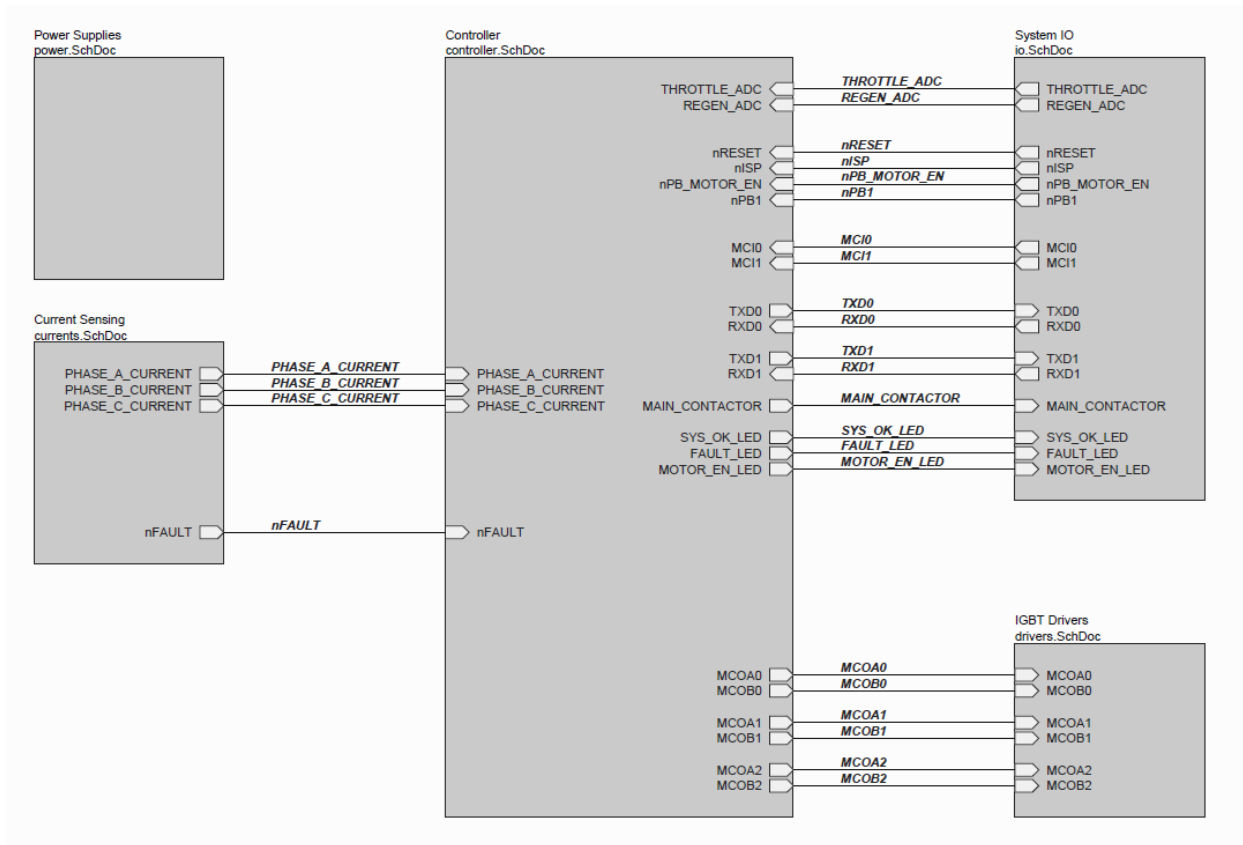 Power Supplies
power.SchDoc
Controller
controller.SchDoc
System IO
io.SchDoc
THROTTLE_ADC THROTTLE_ADC THROTTLE_ADC
REGEN_ADC REGEN_ADC REGEN_ADC
nRESET nRESET nRESET
nISP nISP nISP
nPB_MOTOR_EN nPB_MOTOR_EN nPB_MOTOR_EN
nPB1 nPB1 nPB1
MCI0 MCI0 MCI0
MCI1 MCI1 MCI1
TXD0 TXD0 TXD0
RXD0 RXD0 RXD0
TXD1 TXD1 TXD1
RXD1 RXD1 RXD1
MAIN_CONTACTOR MAIN_CONTACTOR MAIN_CONTACTOR
SYS_OK_LED SYS_OK_LED SYS_OK_LED
FAULT_LED FAULT_LED FAULT_LED
MOTOR_EN_LED MOTOR_EN_LED MOTOR_EN_LED
Current Sensing
currents.SchDoc
PHASE_A_CURRENT PHASE_A_CURRENT PHASE_A_CURRENT
PHASE_B_CURRENT PHASE_B_CURRENT PHASE_B_CURRENT
PHASE_C_CURRENT PHASE_C_CURRENT PHASE_C_CURRENT
nFAULT nFAULT nFAULT
IGBT Drivers
drivers.SchDoc
MCOA0 MCOA0 MCOA0
MCOB0 MCOB0 MCOB0
MCOA1 MCOA1 MCOA1
MCOB1 MCOB1 MCOB1
MCOA2 MCOA2 MCOA2
MCOB2 MCOB2 MCOB2